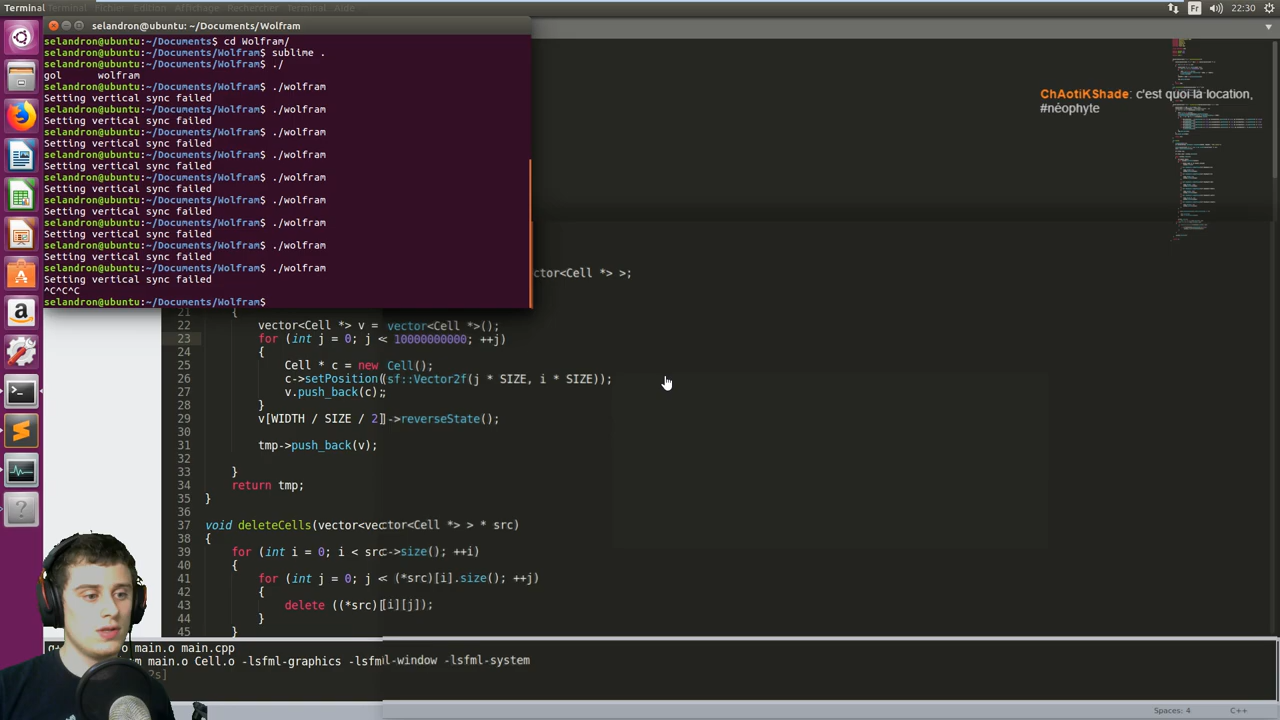 Terminal
Terminal Fichier Édition Affichage Rechercher Terminal Aide
Fr
22:30
selandron@ubuntu: ~/Documents/Wolfram
selandron@ubuntu:~/Documents$ cd Wolfram/
selandron@ubuntu:~/Documents/Wolfram$ sublime .
selandron@ubuntu:~/Documents/Wolfram$ ./
gol wolfram
selandron@ubuntu:~/Documents/Wolfram$ ./wolfram
Setting vertical sync failed
selandron@ubuntu:~/Documents/Wolfram$ ./wolfram
Setting vertical sync failed
selandron@ubuntu:~/Documents/Wolfram$ ./wolfram
Setting vertical sync failed
selandron@ubuntu:~/Documents/Wolfram$ ./wolfram
Setting vertical sync failed
selandron@ubuntu:~/Documents/Wolfram$ ./wolfram
Setting vertical sync failed
selandron@ubuntu:~/Documents/Wolfram$ ./wolfram
Setting vertical sync failed
selandron@ubuntu:~/Documents/Wolfram$ ./wolfram
Setting vertical sync failed
selandron@ubuntu:~/Documents/Wolfram$ ./wolfram
Setting vertical sync failed
selandron@ubuntu:~/Documents/Wolfram$ ./wolfram
Setting vertical sync failed
^C^C^C
selandron@ubuntu:~/Documents/Wolfram$
ChAotiKShade: c'est quoi la location,
#néophyte
ctor<Cell *> >;
21 {
22 vector<Cell *> v = vector<Cell *>();
23 for (int j = 0; j < 10000000000; ++j)
24 {
25 Cell * c = new Cell();
26 c->setPosition(sf::Vector2f(j * SIZE, i * SIZE));
27 v.push_back(c);
28 }
29 v[WIDTH / SIZE / 2]->reverseState();
30
31 tmp->push_back(v);
32
33 }
34 return tmp;
35 }
36
37 void deleteCells(vector<vector<Cell *> > * src)
38 {
39 for (int i = 0; i < src->size(); ++i)
40 {
41 for (int j = 0; j < (*src)[i].size(); ++j)
42 {
43 delete ((*src)[i][j]);
44 }
45 }
main.o main.cpp
main.o Cell.o -lsfml-graphics -lsfml-window -lsfml-system
Spaces: 4
C++